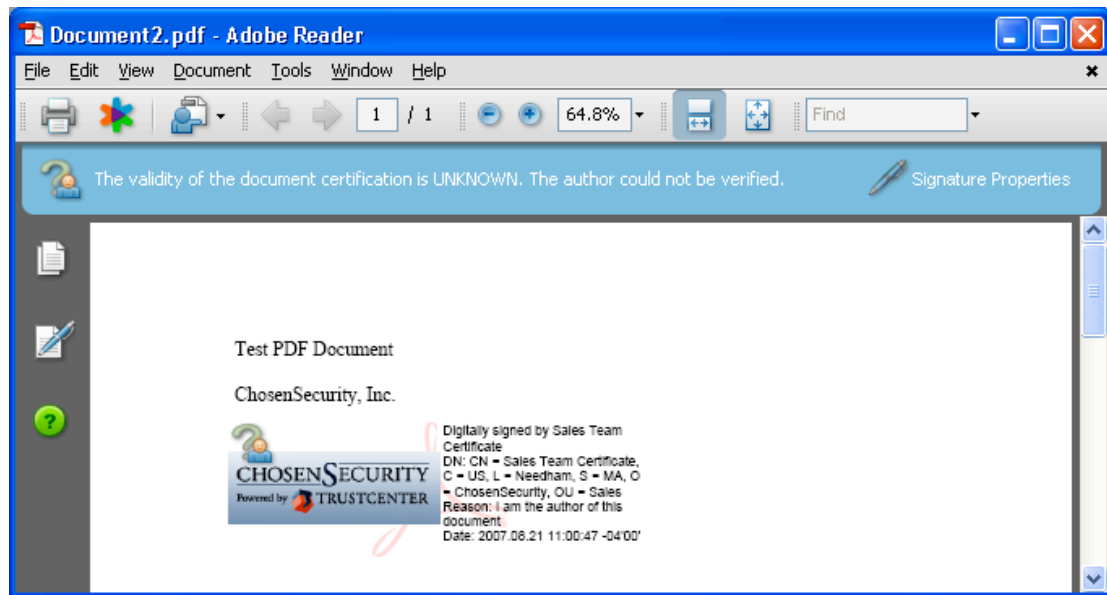 Document2.pdf - Adobe Reader
File Edit View Document Tools Window Help
1 / 1 64.8% Find
The validity of the document certification is UNKNOWN. The author could not be verified. Signature Properties
Test PDF Document
ChosenSecurity, Inc.
CHOSENSECURITY
Powered by TRUSTCENTER
Digitally signed by Sales Team
Certificate
DN: CN = Sales Team Certificate,
C = US, L = Needham, S = MA, O
= ChosenSecurity, OU = Sales
Reason: I am the author of this
document
Date: 2007.08.21 11:00:47 -04'00'